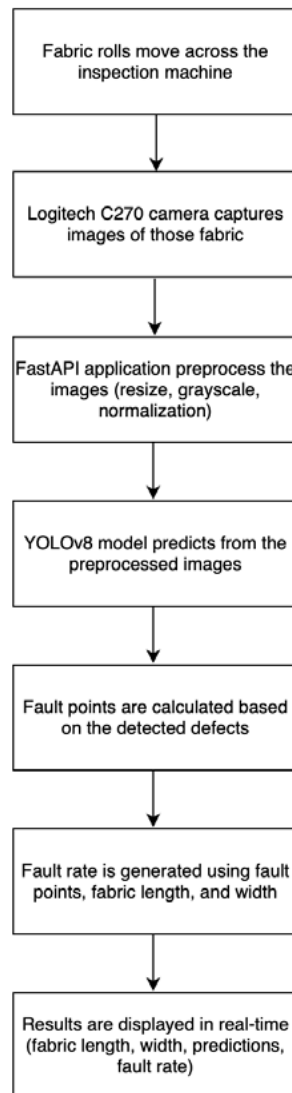 Fabric rolls move across the
inspection machine
Logitech C270 camera captures
images of those fabric
FastAPI application preprocess the
images (resize, grayscale,
normalization)
YOLOv8 model predicts from the
preprocessed images
Fault points are calculated based
on the detected defects
Fault rate is generated using fault
points, fabric length, and width
Results are displayed in real-time
(fabric length, width, predictions,
fault rate)